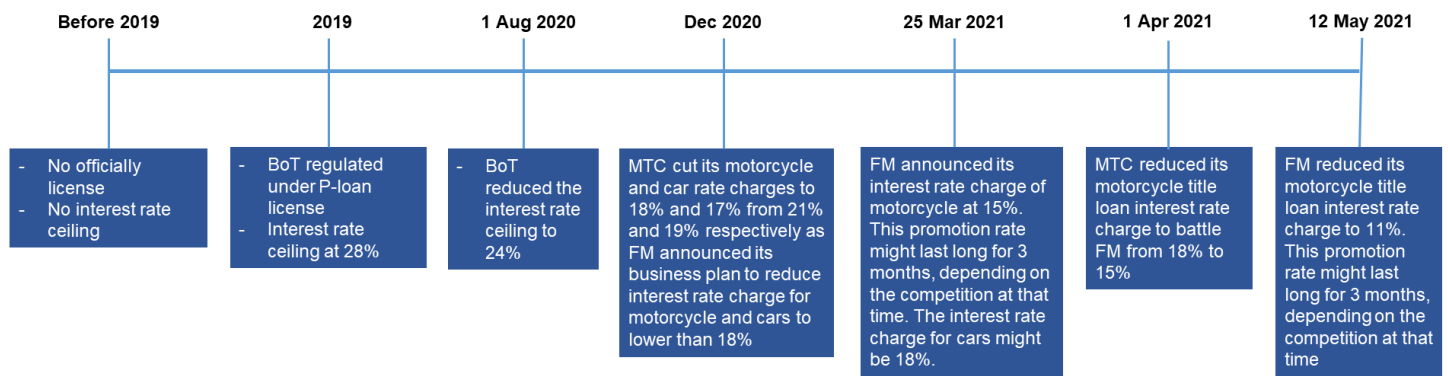 Before 2019
2019
1 Aug 2020
Dec 2020
25 Mar 2021
1 Apr 2021
12 May 2021
- No officially
license
- No interest rate
ceiling
- BoT regulated
under P-loan
license
- Interest rate
ceiling at 28%
- BoT
reduced the
interest rate
ceiling to
24%
MTC cut its motorcycle
and car rate charges to
18% and 17% from 21%
and 19% respectively as
FM announced its
business plan to reduce
interest rate charge for
motorcycle and cars to
lower than 18%
FM announced its
interest rate charge of
motorcycle at 15%.
This promotion rate
might last long for 3
months, depending on
the competition at that
time. The interest rate
charge for cars might
be 18%.
MTC reduced its
motorcycle title
loan interest rate
charge to battle
FM from 18% to
15%
FM reduced its
motorcycle title
loan interest rate
charge to 11%.
This promotion
rate might last
long for 3 months,
depending on the
competition at that
time